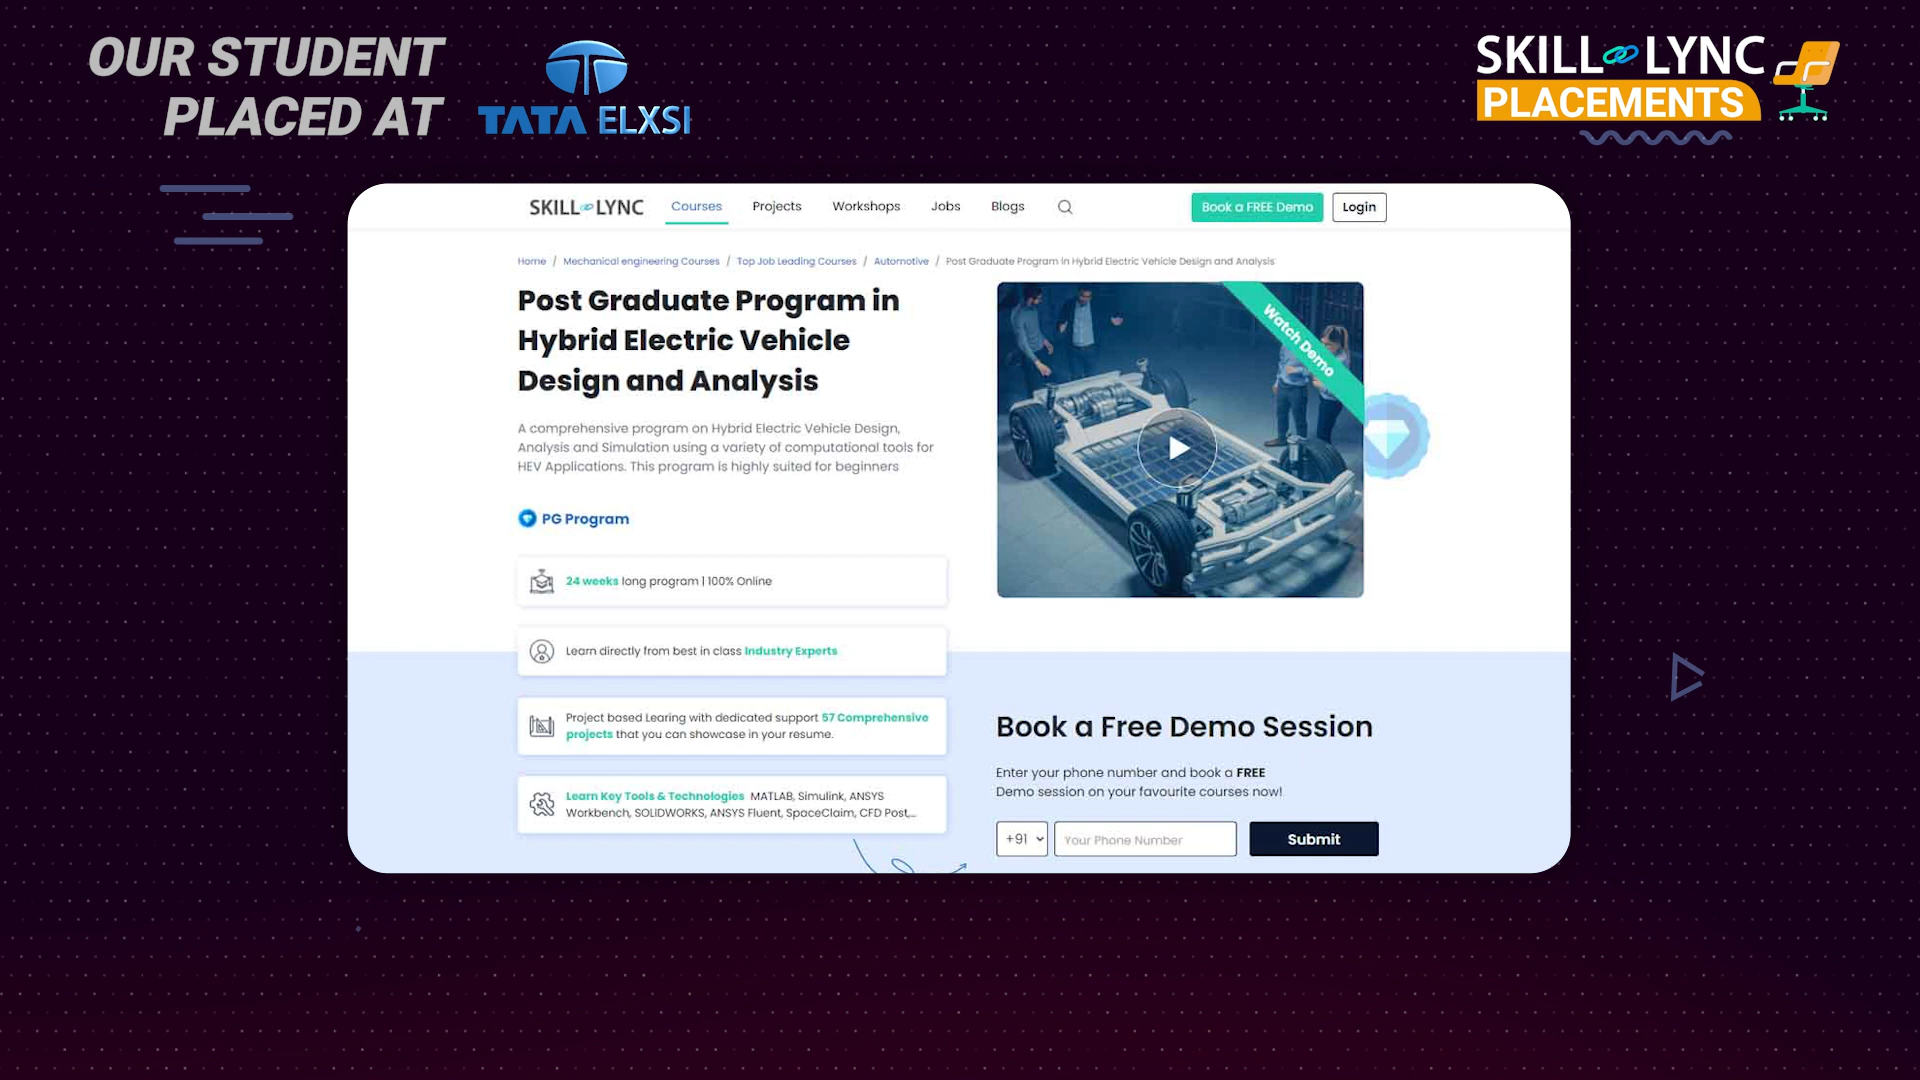 OUR STUDENT
PLACED AT
TATA ELXSI
SKILL LYNC
PLACEMENTS
SKILL LYNC Courses Projects Workshops Jobs Blogs Book a FREE Demo Login
Home / Mechanical engineering Courses / Top Job Leading Courses / Automotive / Post Graduate Program in Hybrid Electric Vehicle Design and Analysis
Post Graduate Program in
Hybrid Electric Vehicle
Design and Analysis
Watch Demo
A comprehensive program on Hybrid Electric Vehicle Design,
Analysis and Simulation using a variety of computational tools for
HEV Applications. This program is highly suited for beginners
PG Program
24 weeks long program | 100% Online
Learn directly from best in class Industry Experts
Project based Learing with dedicated support 57 Comprehensive
projects that you can showcase in your resume.
Learn Key Tools & Technologies MATLAB, Simulink, ANSYS
Workbench, SOLIDWORKS, ANSYS Fluent, SpaceClaim, CFD Post,...
Book a Free Demo Session
Enter your phone number and book a FREE
Demo session on your favourite courses now!
+91 Your Phone Number Submit